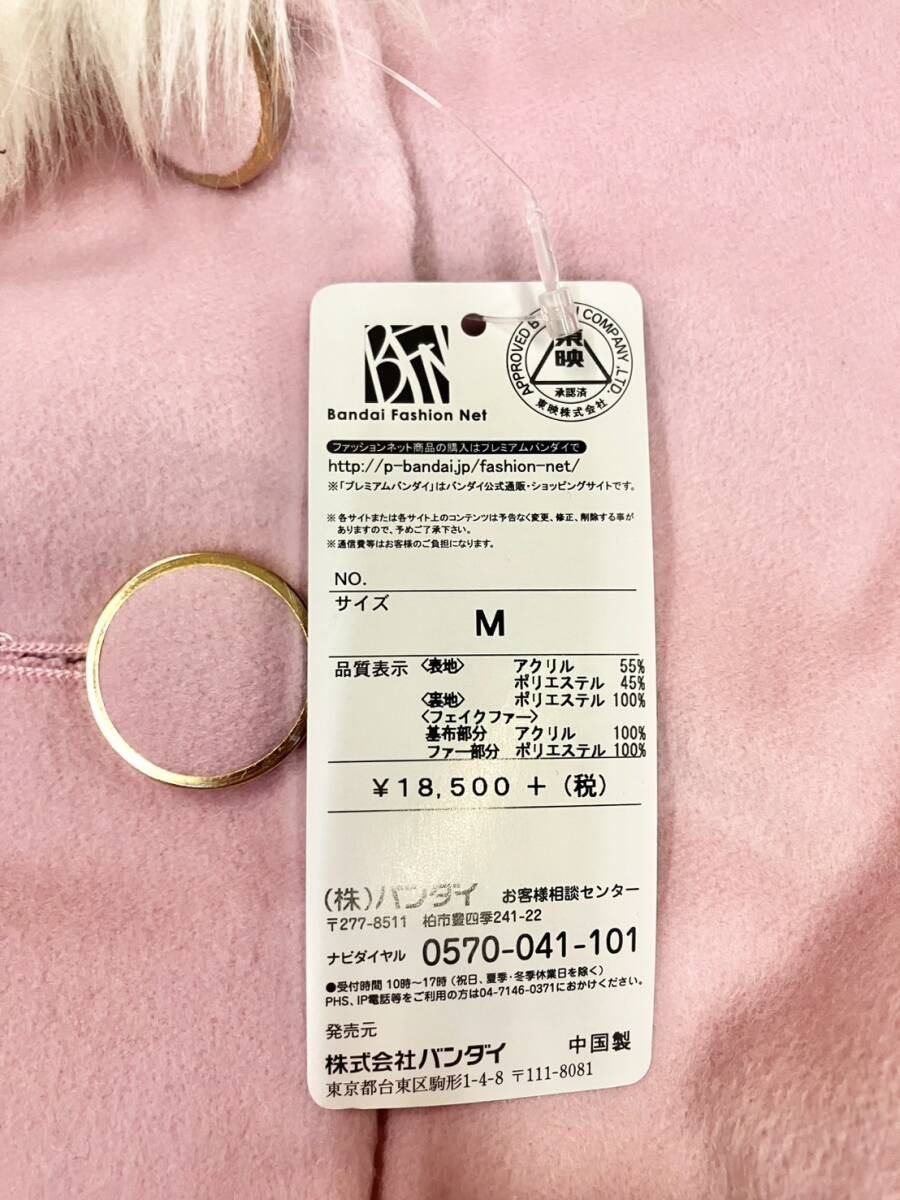 BFN
Bandai Fashion Net
APPROVED COMPANY.,LTD.
映
承認済
東映株式会社
ファッションネット商品の購入はプレミアムバンダイで
http://p-bandai.jp/fashion-net/
※「プレミアムバンダイ」はバンダイ公式通販・ショッピングサイトです。
※各サイトまたは各サイト上のコンテンツは予告なく変更、修正、削除する事が
ありますので、予めご了承下さい。
※通信費等はお客様のご負担になります。
NO.
サイズ
M
品質表示 〈表地〉 アクリル 55%
ポリエステル 45%
〈裏地〉 ポリエステル 100%
〈フェイクファー〉
基布部分 アクリル 100%
ファー部分 ポリエステル 100%
¥18,500 + (税)
(株)バンダイ お客様相談センター
〒277-8511 柏市豊四季241-22
ナビダイヤル 0570-041-101
●受付時間 10時~17時 (祝日、夏季・冬季休業日を除く)
PHS、IP電話等をご利用の方は04-7146-0371におかけください。
発売元
株式会社バンダイ 中国製
東京都台東区駒形1-4-8 〒111-8081